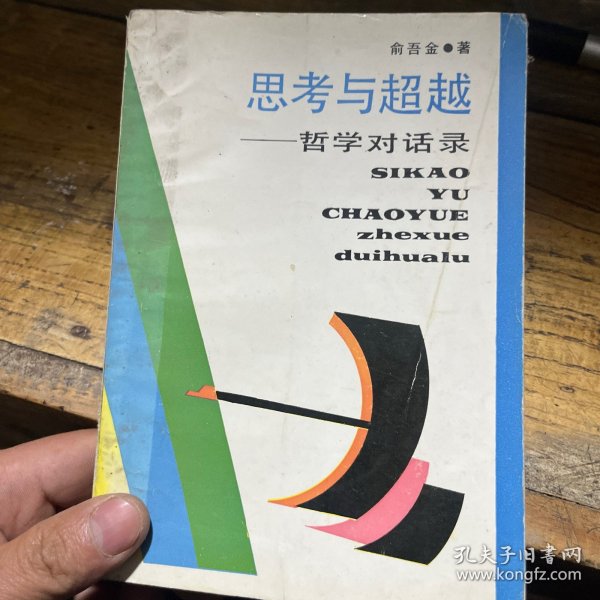 俞吾金●著
思考与超越
——哲学对话录
SIKAO
YU
CHAOYUE
zhexue
duihualu
孔夫子旧书网
www.kongfz.com